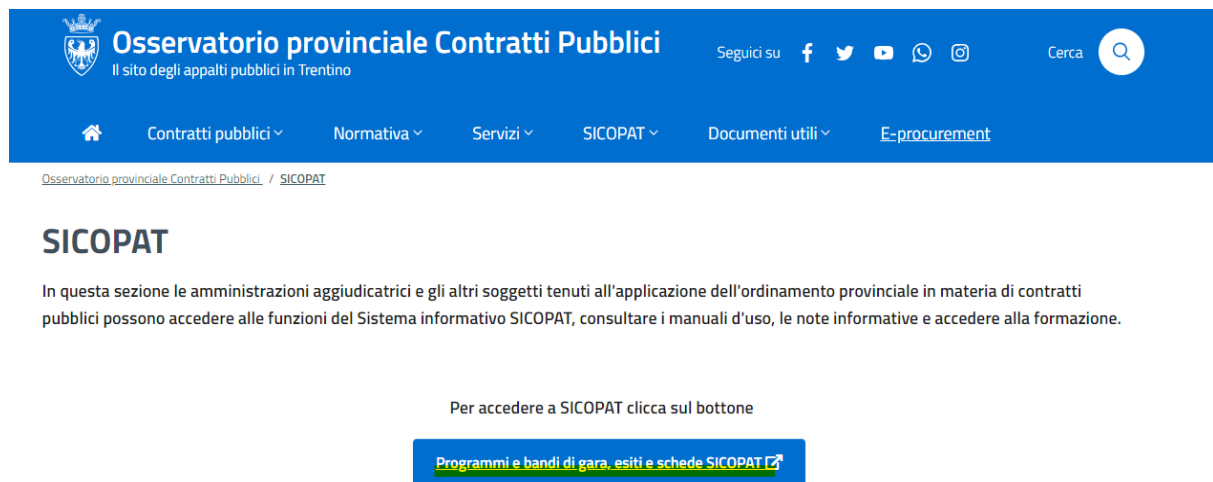 Osservatorio provinciale Contratti Pubblici
Il sito degli appalti pubblici in Trentino
Seguici su
Cerca
Contratti pubblici
Normativa
Servizi
SICOPAT
Documenti utili
E-procurement
Osservatorio provinciale Contratti Pubblici / SICOPAT
SICOPAT
In questa sezione le amministrazioni aggiudicatrici e gli altri soggetti tenuti all'applicazione dell'ordinamento provinciale in materia di contratti
pubblici possono accedere alle funzioni del Sistema informativo SICOPAT, consultare i manuali d'uso, le note informative e accedere alla formazione.
Per accedere a SICOPAT clicca sul bottone
Programmi e bandi di gara, esiti e schede SICOPAT